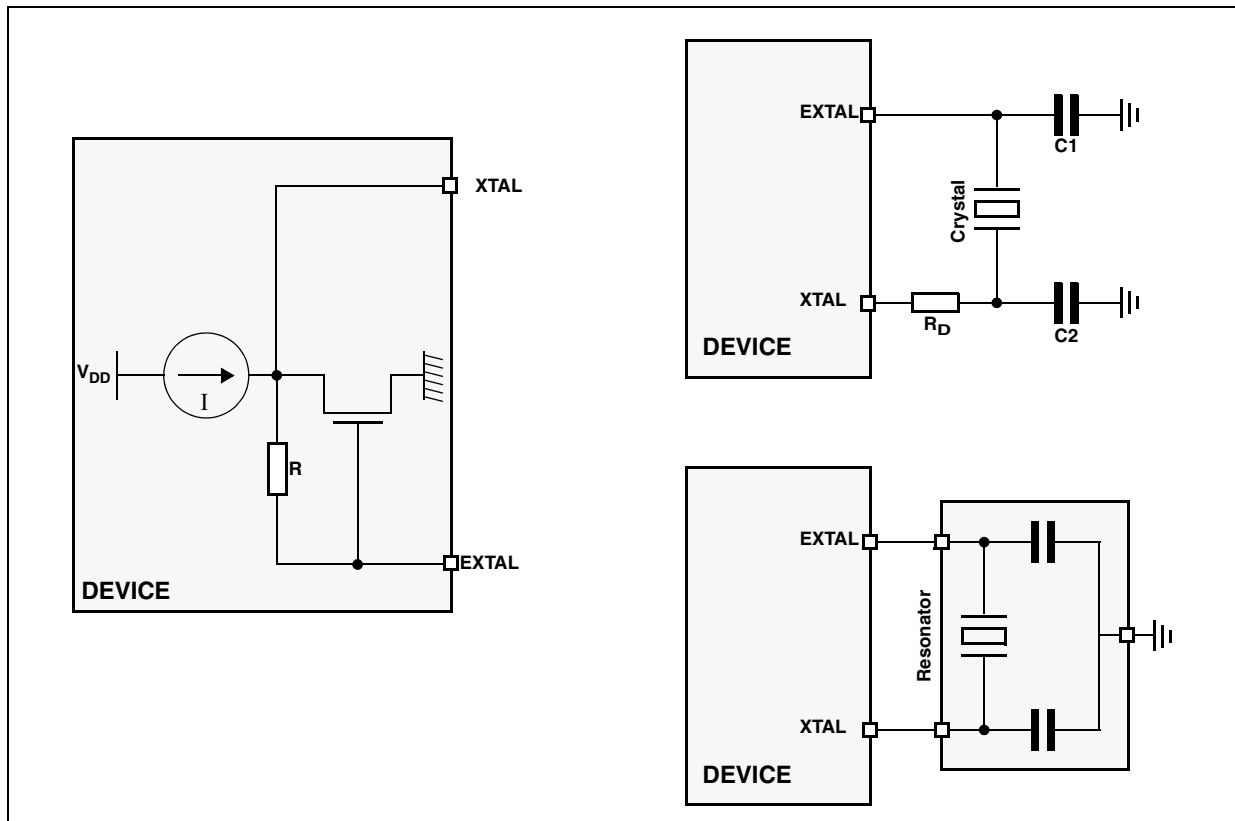 XTAL
V_DD
I
R
EXTAL
DEVICE
EXTAL
C1
Crystal
XTAL
R_D
C2
DEVICE
EXTAL
Resonator
XTAL
DEVICE